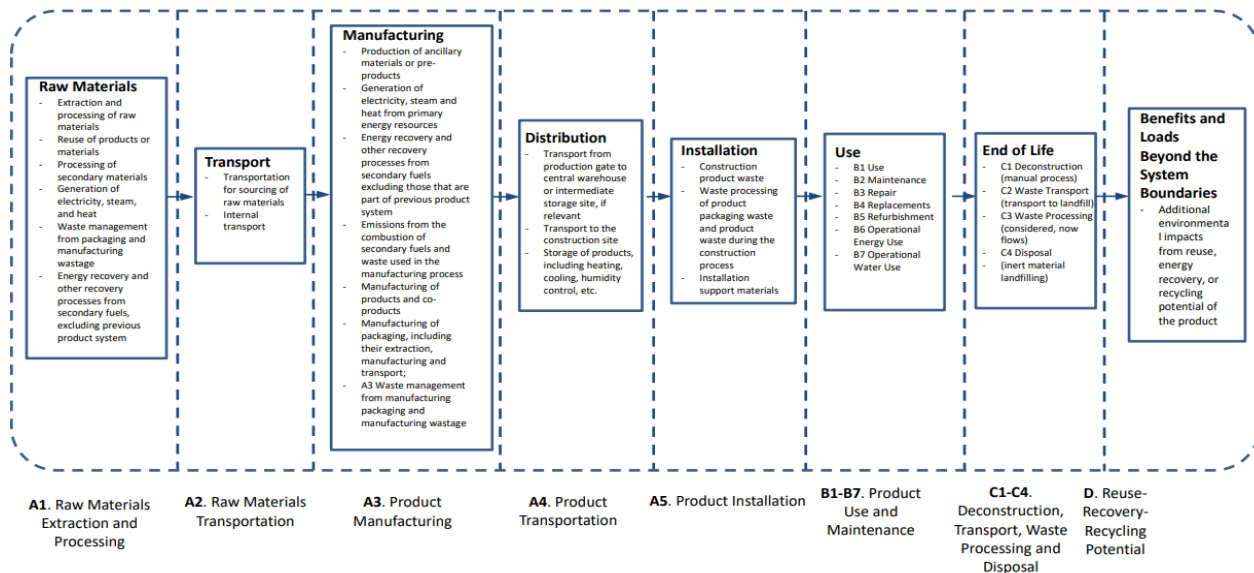 Raw Materials
- Extraction and
processing of raw
materials
- Reuse of products or
materials
- Processing of
secondary materials
- Generation of
electricity, steam, and
heat
- Waste management
from packaging and
manufacturing
wastage
- Energy recovery and
other recovery
processes from
secondary fuels,
excluding previous
product system
Transport
- Transportation
for sourcing of
raw materials
- Internal
transport
Manufacturing
- Production of ancillary
materials or pre-
products
- Generation of
electricity, steam and
heat from primary
energy resources
- Energy recovery and
other recovery
processes from
secondary fuels
excluding those that are
part of previous product
system
- Emissions from the
combustion of
secondary fuels and
waste used in the
manufacturing process
- Manufacturing of
products and co-
products
- Manufacturing of
packaging, including
their extraction,
manufacturing and
transport;
- A3 Waste management
from manufacturing
packaging and
manufacturing wastage
Distribution
- Transport from
production gate to
central warehouse
or intermediate
storage site, if
relevant
- Transport to the
construction site
- Storage of products,
including heating,
cooling, humidity
control, etc.
Installation
- Construction
product waste
- Waste processing
of product
packaging waste
and product
waste during the
construction
process
- Installation
support materials
Use
- B1 Use
- B2 Maintenance
- B3 Repair
- B4 Replacements
- B5 Refurbishment
- B6 Operational
Energy Use
- B7 Operational
Water Use
End of Life
- C1 Deconstruction
(manual process)
- C2 Waste Transport
(transport to landfill)
- C3 Waste Processing
(considered, now
flows)
- C4 Disposal
- (inert material
landfilling)
Benefits and
Loads
Beyond the
System
Boundaries
- Additional
environmenta
l impacts
from reuse,
energy
recovery, or
recycling
potential of
the product
A1. Raw Materials
Extraction and
Processing
A2. Raw Materials
Transportation
A3. Product
Manufacturing
A4. Product
Transportation
A5. Product Installation
B1-B7. Product
Use and
Maintenance
C1-C4.
Deconstruction,
Transport, Waste
Processing and
Disposal
D. Reuse-
Recovery-
Recycling
Potential